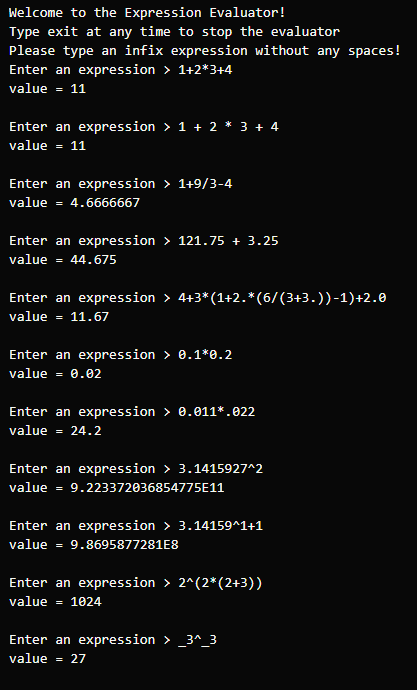 Welcome to the Expression Evaluator!
Type exit at any time to stop the evaluator
Please type an infix expression without any spaces!
Enter an expression > 1+2*3+4
value = 11
Enter an expression > 1 + 2 * 3 + 4
value = 11
Enter an expression > 1+9/3-4
value = 4.6666667
Enter an expression > 121.75 + 3.25
value = 44.675
Enter an expression > 4+3*(1+2.*(6/(3+3.))-1)+2.0
value = 11.67
Enter an expression > 0.1*0.2
value = 0.02
Enter an expression > 0.011*.022
value = 24.2
Enter an expression > 3.1415927^2
value = 9.223372036854775E11
Enter an expression > 3.14159^1+1
value = 9.8695877281E8
Enter an expression > 2^(2*(2+3))
value = 1024
Enter an expression > _3^_3
value = 27